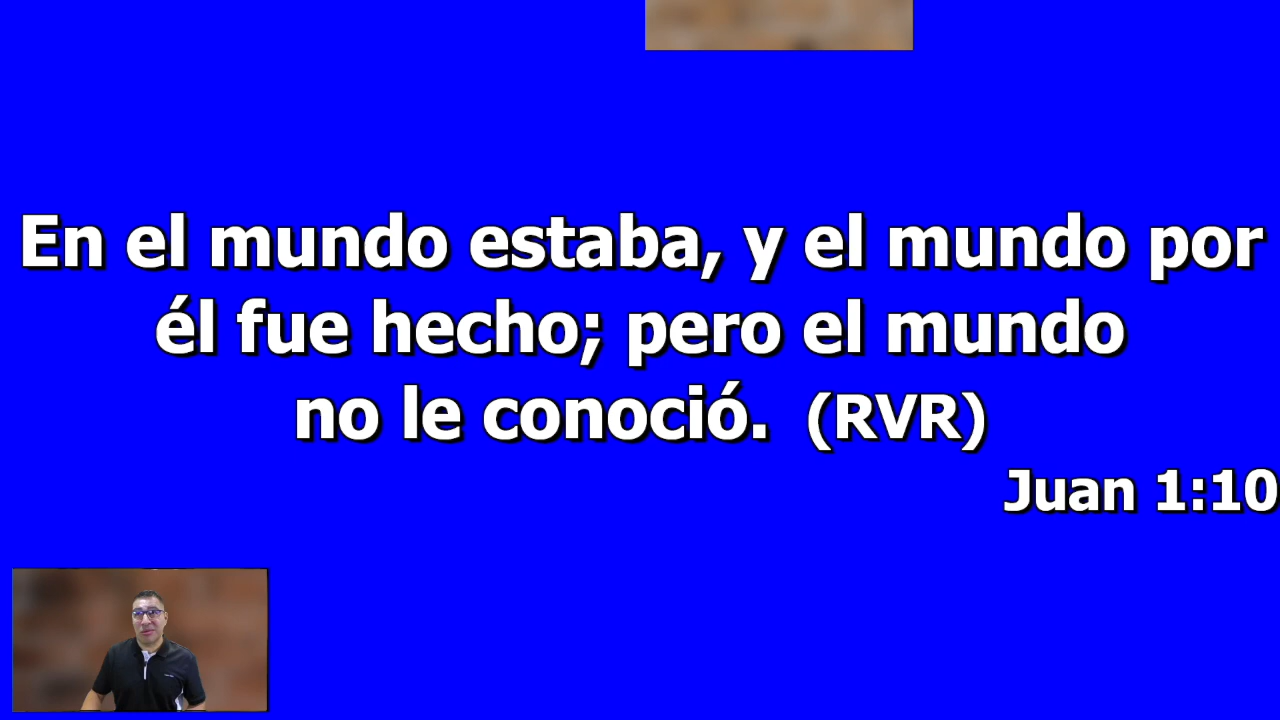 En el mundo estaba, y el mundo por
él fue hecho; pero el mundo
no le conoció. (RVR)
Juan 1:10